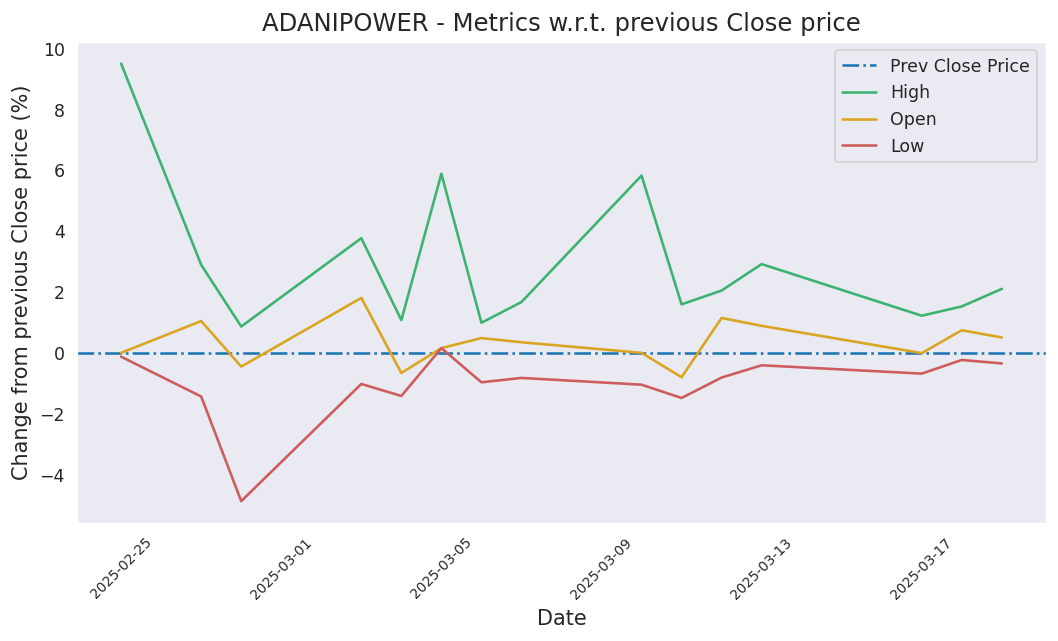 ADANIPOWER - Metrics w.r.t. previous Close price
Change from previous Close price (%)
10
8
6
4
2
0
−2
−4
Prev Close Price
High
Open
Low
2025-02-25
2025-03-01
2025-03-05
2025-03-09
2025-03-13
2025-03-17
Date